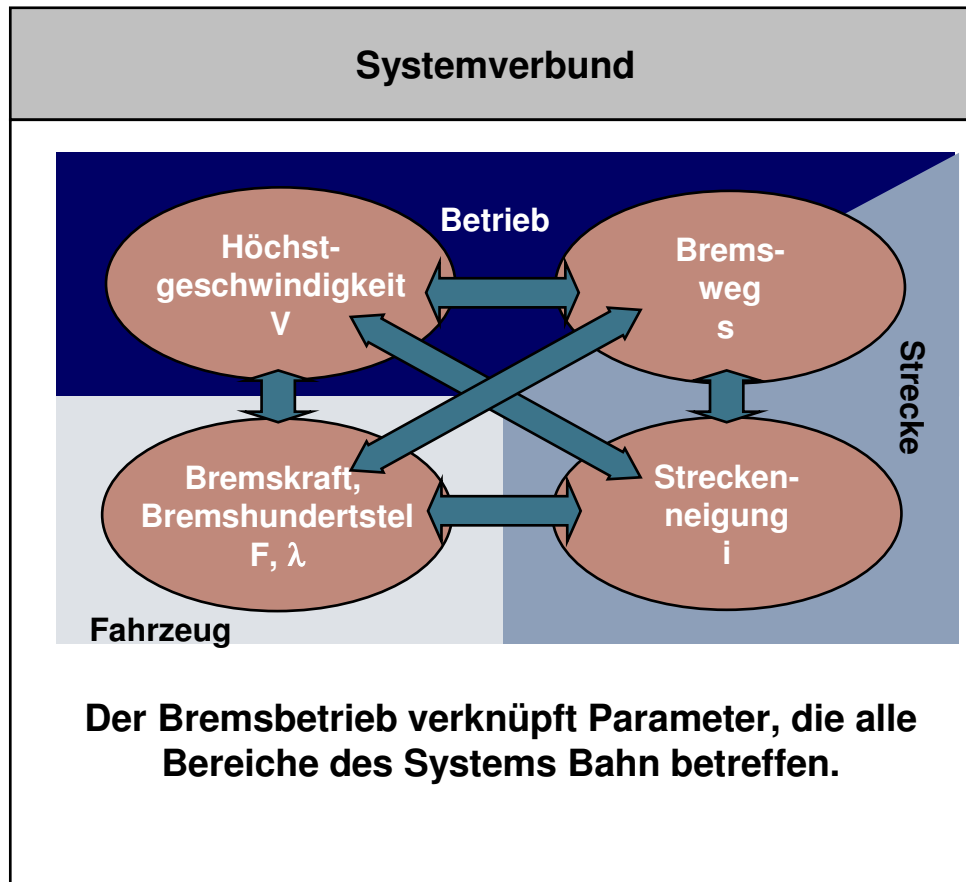 Systemverbund
Betrieb
Höchst-
geschwindigkeit
V
Brems-
weg
s
Strecke
Bremskraft,
Bremshundertstel
F, λ
Strecken-
neigung
i
Fahrzeug
Der Bremsbetrieb verknüpft Parameter, die alle
Bereiche des Systems Bahn betreffen.